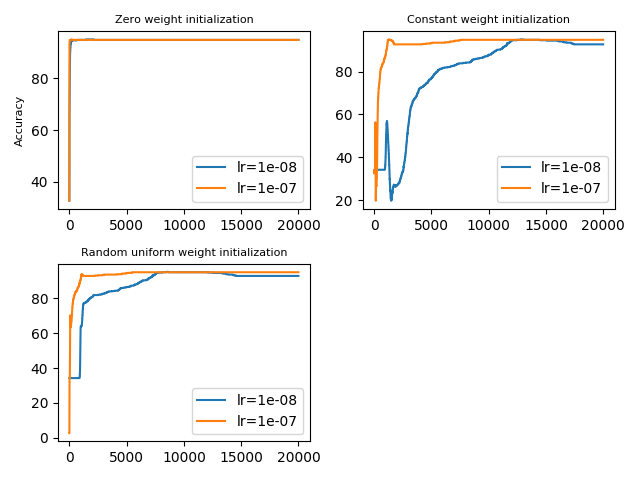 Zero weight initialization
Accuracy
80
60
40
0 5000 10000 15000 20000
lr=1e-08
lr=1e-07
Constant weight initialization
80
60
40
20
0 5000 10000 15000 20000
lr=1e-08
lr=1e-07
Random uniform weight initialization
80
60
40
20
0
0 5000 10000 15000 20000
lr=1e-08
lr=1e-07